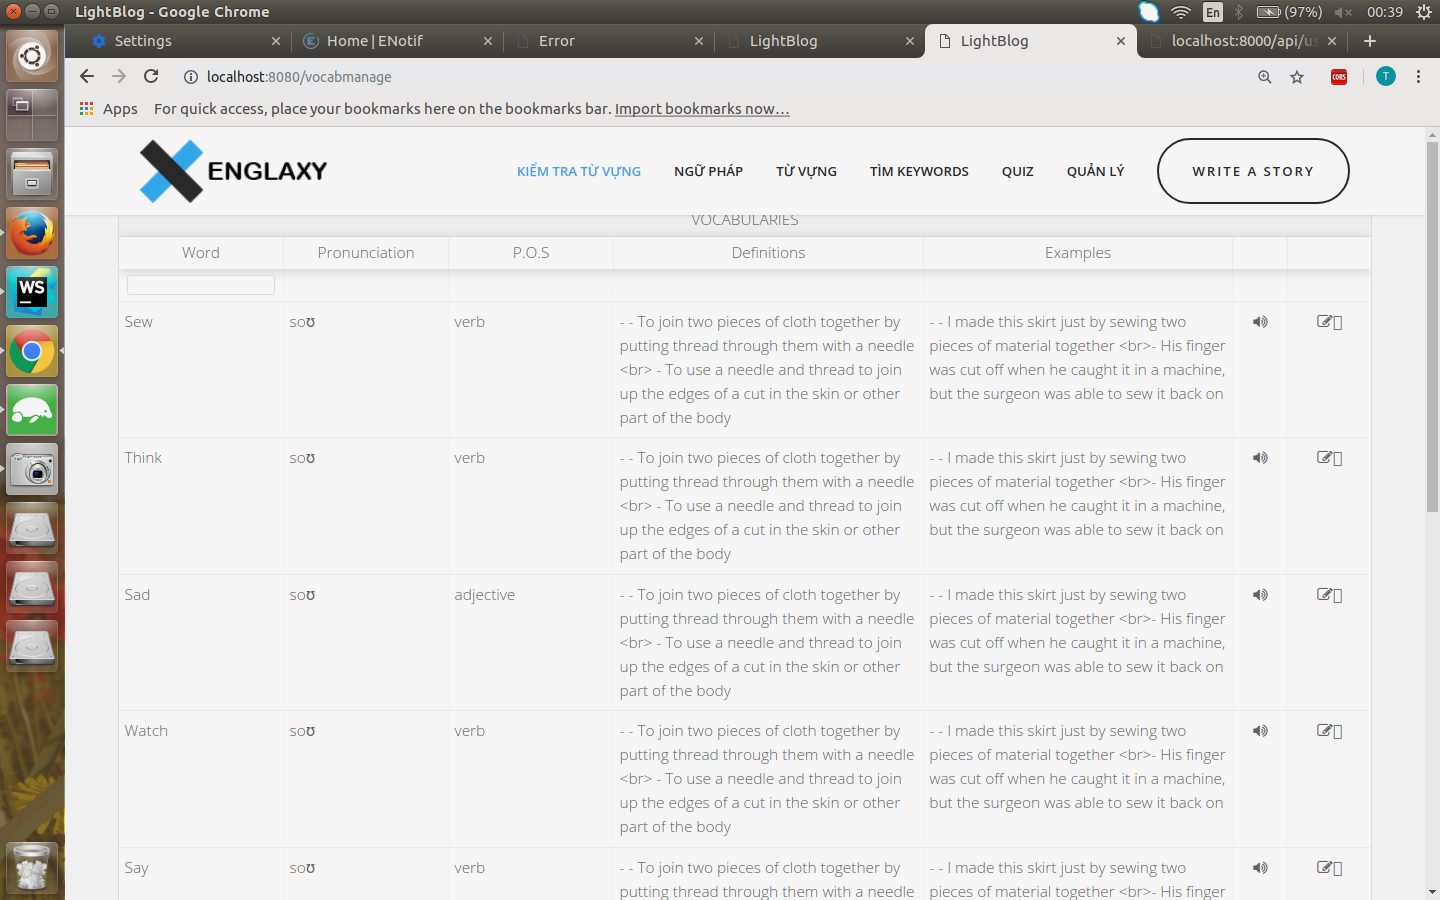 LightBlog - Google Chrome
En (97%) 00:39
Settings Home | ENotif Error LightBlog LightBlog localhost:8000/api/us
localhost:8080/vocabmanage
CORS T
Apps For quick access, place your bookmarks here on the bookmarks bar. Import bookmarks now...
ENGLAXY KIỂM TRA TỪ VỰNG NGỮ PHÁP TỪ VỰNG TÌM KEYWORDS QUIZ QUẢN LÝ WRITE A STORY
VOCABULARIES
Word Pronunciation P.O.S Definitions Examples
Sew soʊ verb - - To join two pieces of cloth together by - - I made this skirt just by sewing two
putting thread through them with a needle pieces of material together <br>- His finger
<br> - To use a needle and thread to join was cut off when he caught it in a machine,
up the edges of a cut in the skin or other but the surgeon was able to sew it back on
part of the body
Think soʊ verb - - To join two pieces of cloth together by - - I made this skirt just by sewing two
putting thread through them with a needle pieces of material together <br>- His finger
<br> - To use a needle and thread to join was cut off when he caught it in a machine,
up the edges of a cut in the skin or other but the surgeon was able to sew it back on
part of the body
Sad soʊ adjective - - To join two pieces of cloth together by - - I made this skirt just by sewing two
putting thread through them with a needle pieces of material together <br>- His finger
<br> - To use a needle and thread to join was cut off when he caught it in a machine,
up the edges of a cut in the skin or other but the surgeon was able to sew it back on
part of the body
Watch soʊ verb - - To join two pieces of cloth together by - - I made this skirt just by sewing two
putting thread through them with a needle pieces of material together <br>- His finger
<br> - To use a needle and thread to join was cut off when he caught it in a machine,
up the edges of a cut in the skin or other but the surgeon was able to sew it back on
part of the body
Say soʊ verb - - To join two pieces of cloth together by - - I made this skirt just by sewing two
putting thread through them with a needle pieces of material together <br>- His finger
WS